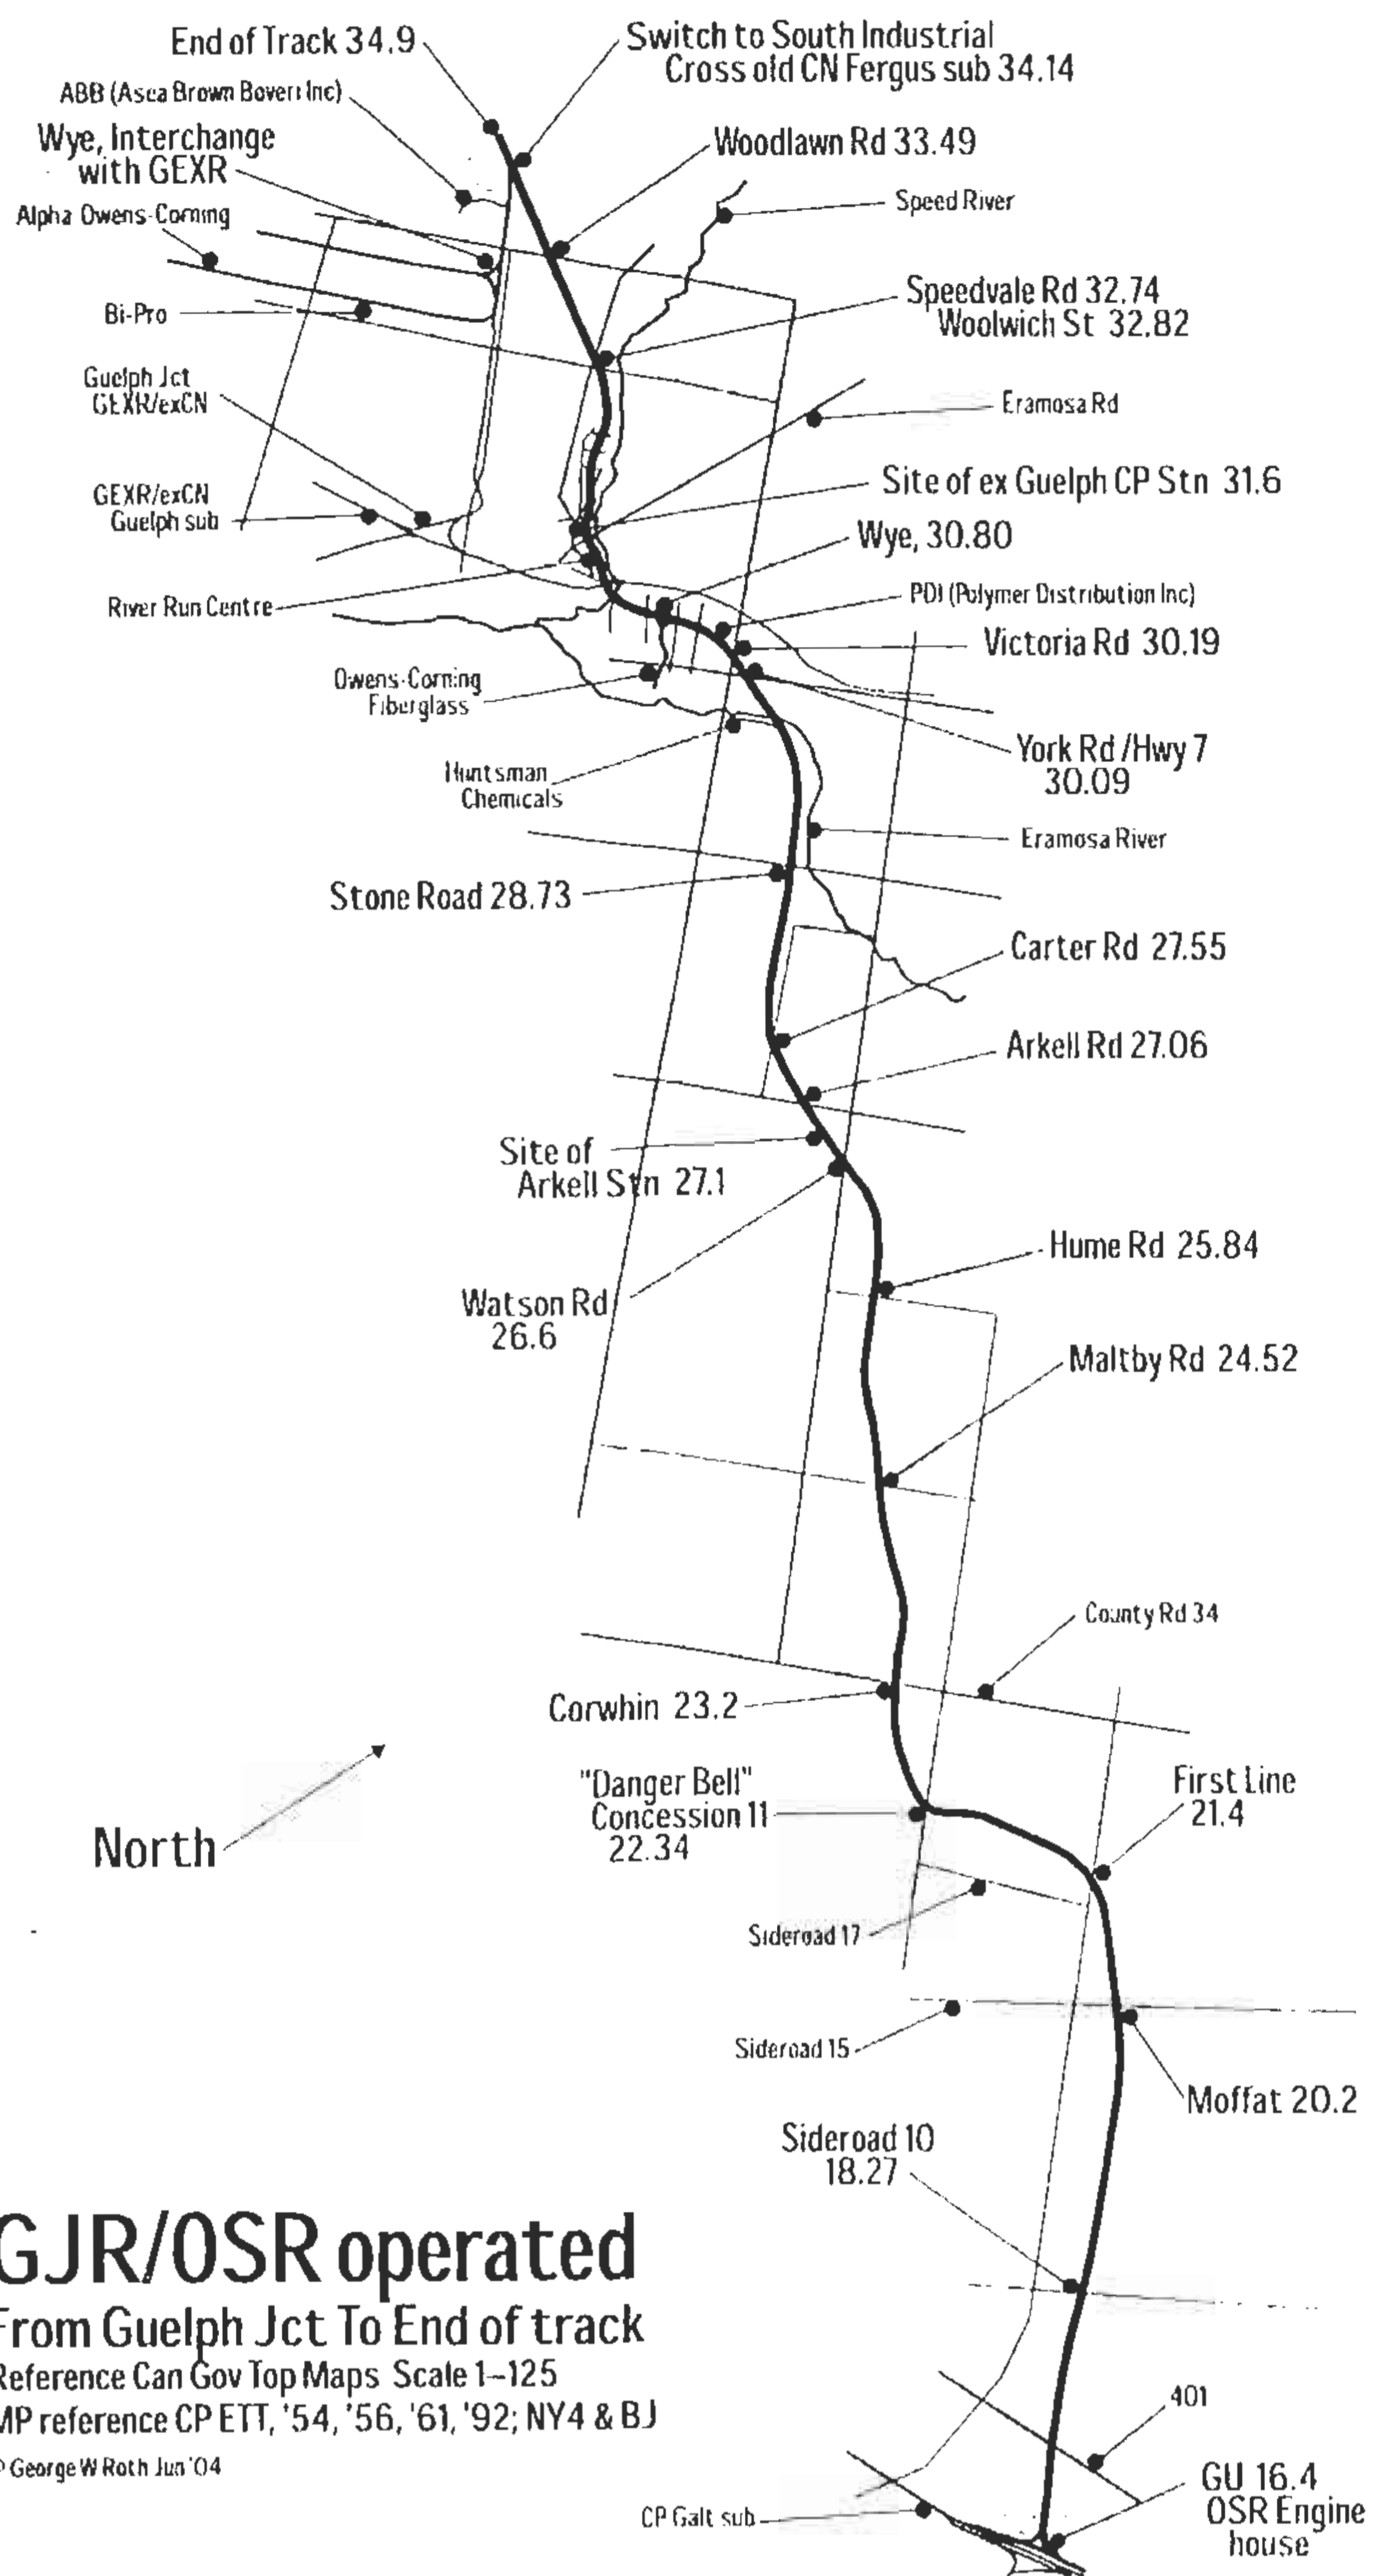 End of Track 34.9
Switch to South Industrial
Cross old CN Fergus sub 34.14
ABB (Asea Brown Boveri Inc)
Wye, Interchange
with GEXR
Woodlawn Rd 33.49
Alpha Owens-Corning
Speed River
Bi-Pro
Speedvale Rd 32.74
Woolwich St 32.82
Guelph Jct
GEXR/exCN
Eramosa Rd
GEXR/exCN
Guelph sub
Site of ex Guelph CP Stn 31.6
Wye, 30.80
River Run Centre
PDI (Polymer Distribution Inc)
Victoria Rd 30.19
Owens-Corning
Fiberglass
York Rd/Hwy 7
30.09
Huntsman
Chemicals
Eramosa River
Stone Road 28.73
Carter Rd 27.55
Arkell Rd 27.06
Site of
Arkell Stn 27.1
Hume Rd 25.84
Watson Rd
26.6
Maltby Rd 24.52
County Rd 34
Corwhin 23.2
"Danger Bell"
Concession 11
22.34
First Line
21.4
North
Sideroad 17
Sideroad 15
Moffat 20.2
Sideroad 10
18.27
GJR/OSR operated
From Guelph Jct To End of track
Reference Can Gov Top Maps Scale 1-125
MP reference CP ETT, '54, '56, '61, '92; NY4 & BJ
© George W Roth Jun '04
401
GU 16.4
OSR Engine
house
CP Galt sub